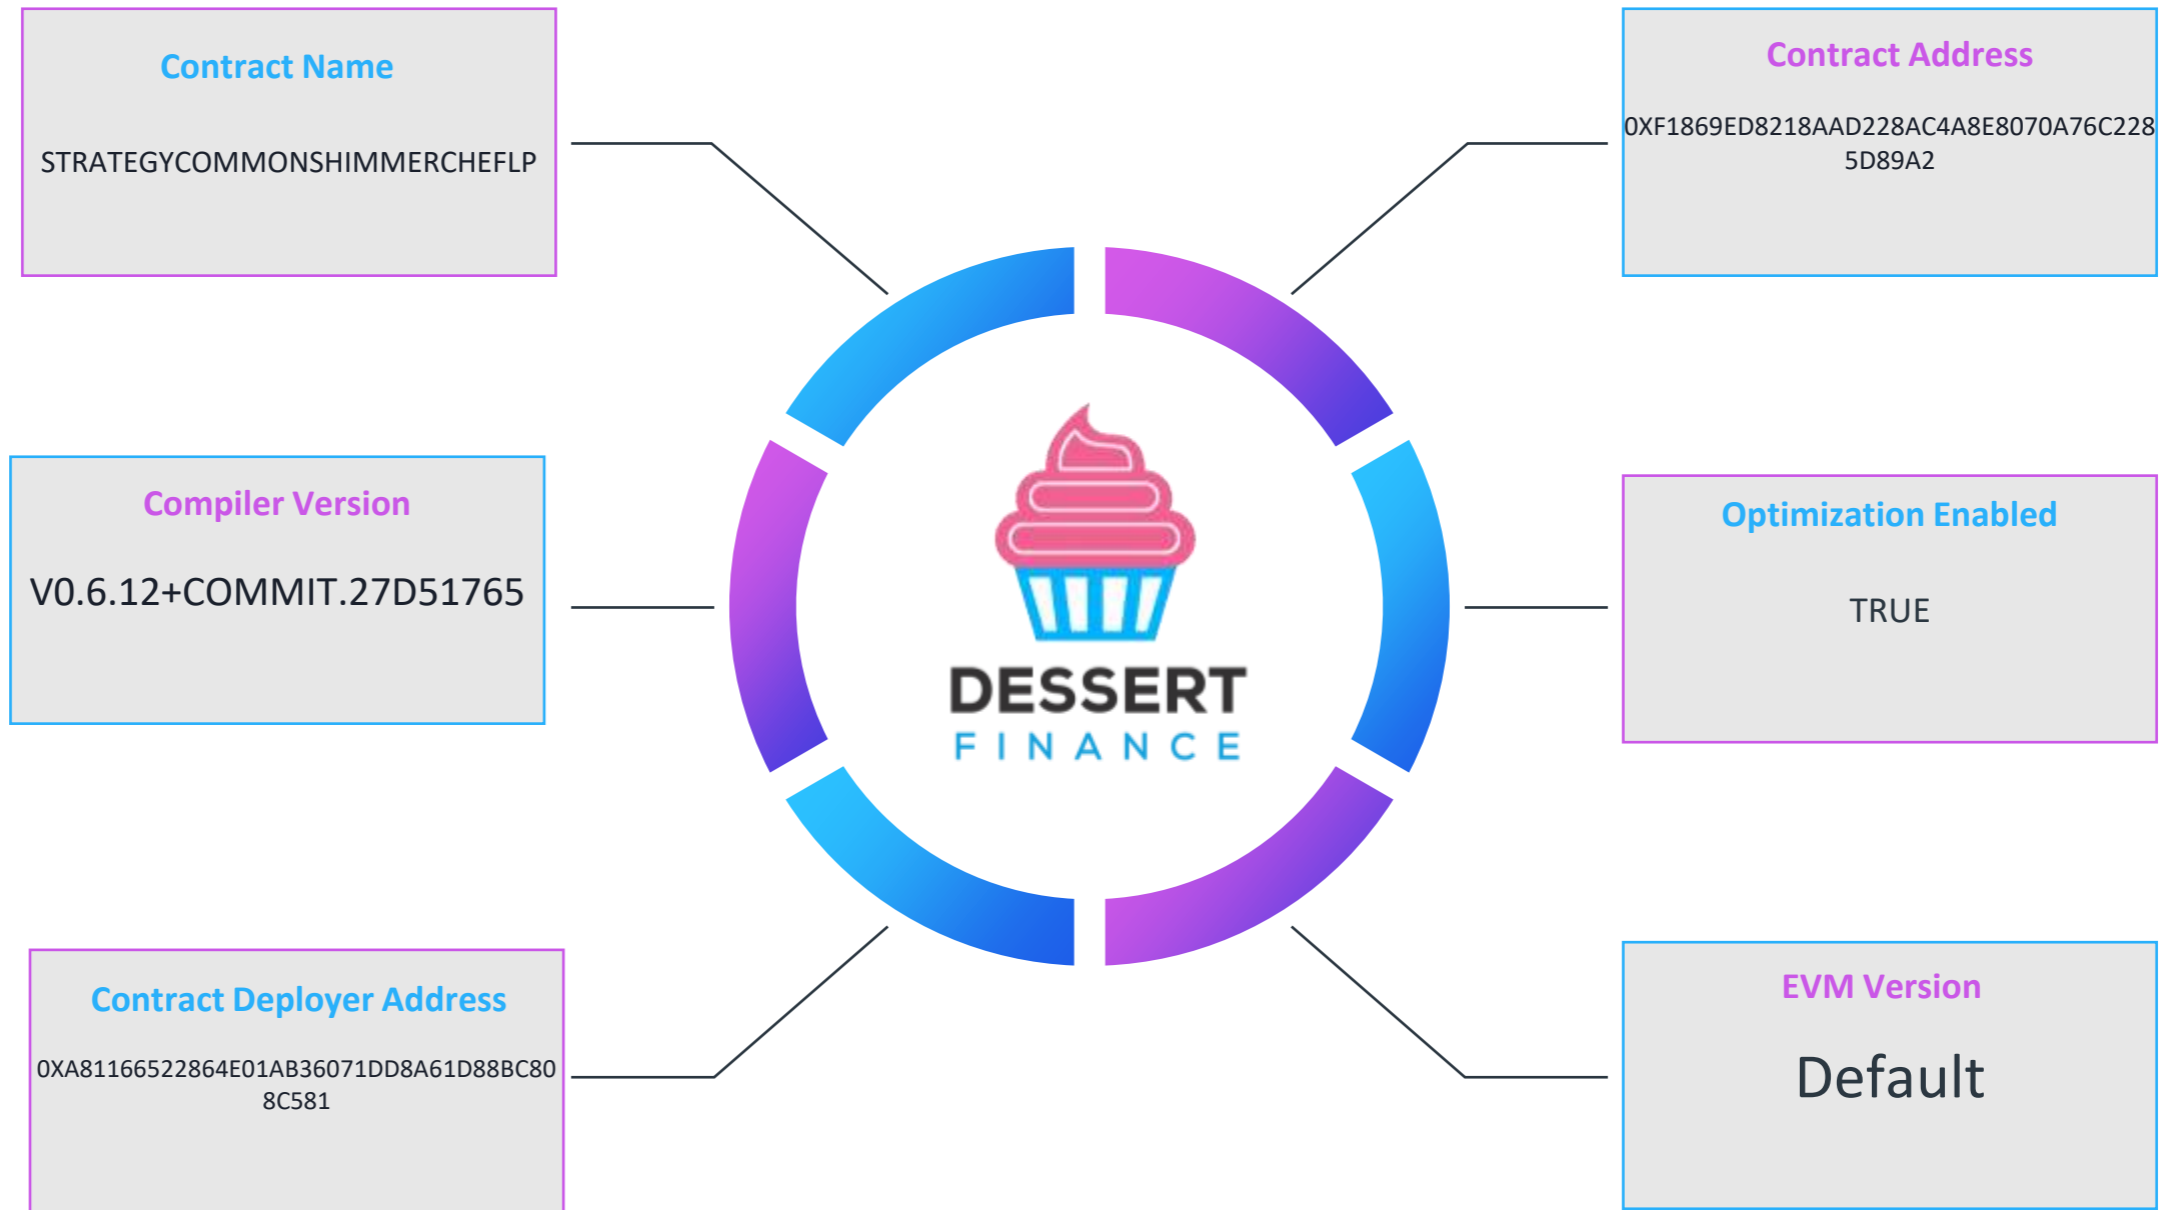 Contract Name
STRATEGYCOMMONSHIMMERCHEFLP
Contract Address
0XF1869ED8218AAD228AC4A8E8070A76C228
5D89A2
Compiler Version
V0.6.12+COMMIT.27D51765
Optimization Enabled
TRUE
DESSERT
FINANCE
Contract Deployer Address
0XA81166522864E01AB36071DD8A61D88BC80
8C581
EVM Version
Default